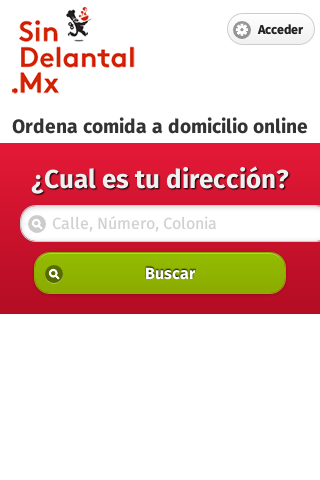 Sin
Delantal
.Mx
Acceder
Ordena comida a domicilio online
¿Cual es tu dirección?
Calle, Número, Colonia
Buscar